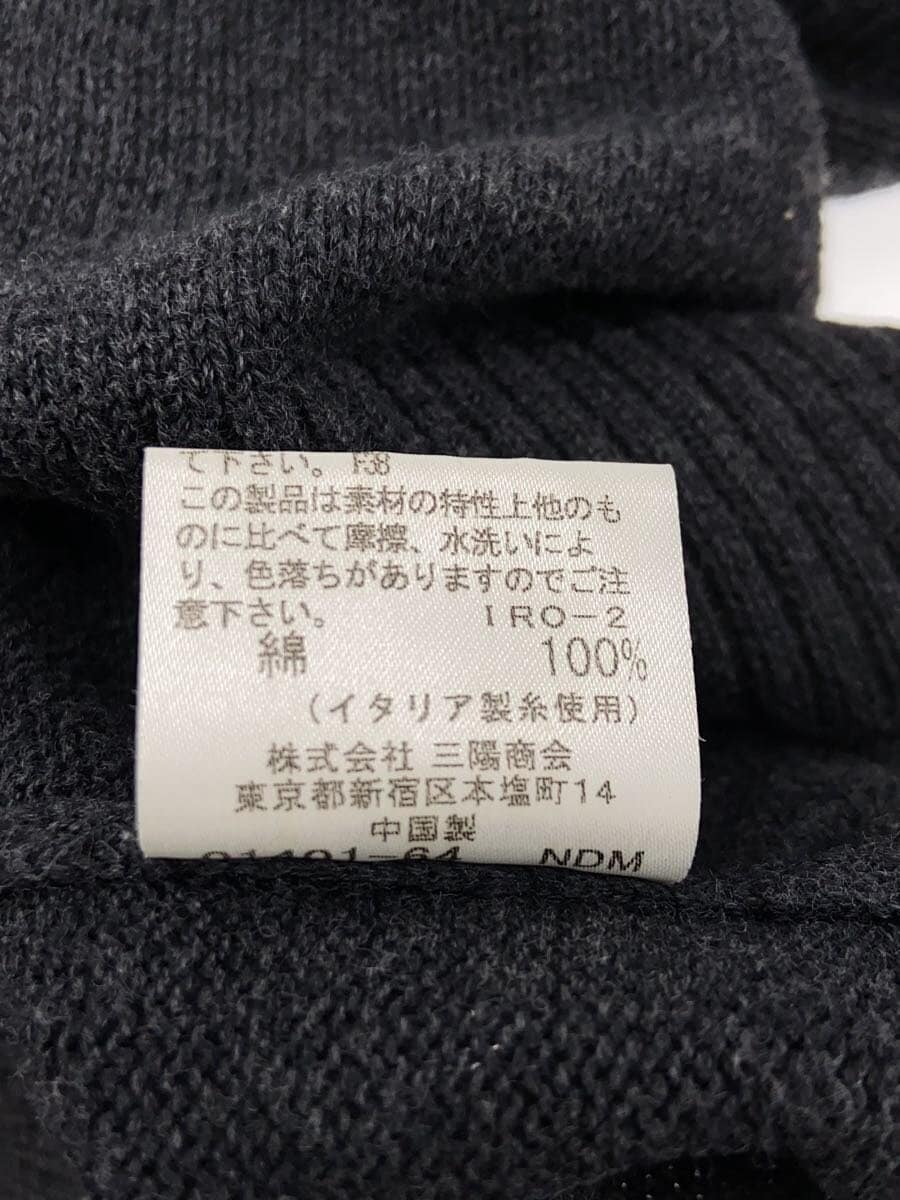 て下さい。 F38
この製品は素材の特性上他のも
のに比べて摩擦、水洗いによ
り、色落ちがありますのでご注
意下さい。 IRO-2
綿 100%
(イタリア製糸使用)
株式会社 三陽商会
東京都新宿区本塩町14
中国製
NDM